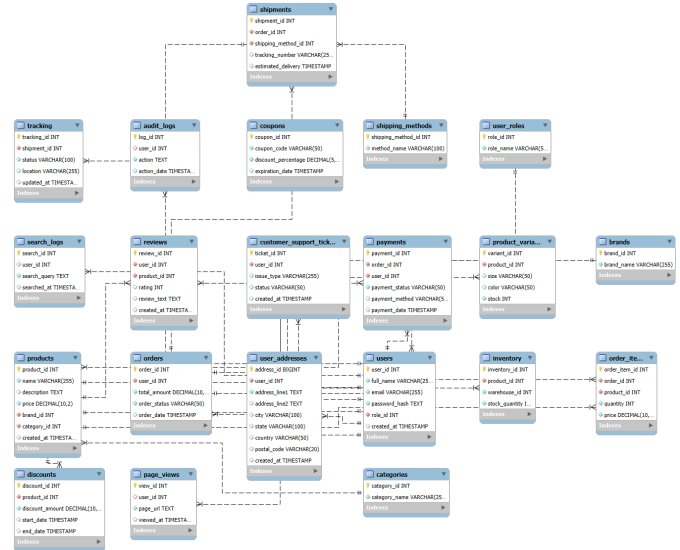 shipments
shipment_id INT
order_id INT
shipping_method_id INT
tracking_number VARCHAR(25...
estimated_delivery TIMESTAMP
Indexes
tracking
tracking_id INT
shipment_id INT
status VARCHAR(100)
location VARCHAR(255)
updated_at TIMESTA...
Indexes
audit_logs
log_id INT
user_id INT
action TEXT
action_date TIMESTA...
Indexes
coupons
coupon_id INT
coupon_code VARCHAR(50)
discount_percentage DECIMAL(5,...
expiration_date TIMESTAMP
Indexes
shipping_methods
shipping_method_id INT
method_name VARCHAR(100)
Indexes
user_roles
role_id INT
role_name VARCHAR(5...
Indexes
search_logs
search_id INT
user_id INT
search_query TEXT
searched_at TIMESTA...
Indexes
reviews
review_id INT
user_id INT
product_id INT
rating INT
review_text TEXT
created_at TIMESTA...
Indexes
customer_support_tick...
ticket_id INT
user_id INT
issue_type VARCHAR(255)
status VARCHAR(50)
created_at TIMESTAMP
Indexes
payments
payment_id INT
order_id INT
user_id INT
payment_status VARCHAR(50)
payment_method VARCHAR(5...
payment_date TIMESTAMP
Indexes
product_varia...
variant_id INT
product_id INT
size VARCHAR(50)
color VARCHAR(50)
stock INT
Indexes
brands
brand_id INT
brand_name VARCHAR(255)
Indexes
products
product_id INT
name VARCHAR(255)
description TEXT
price DECIMAL(10,2)
brand_id INT
category_id INT
created_at TIMESTA...
Indexes
orders
order_id INT
user_id INT
total_amount DECIMAL(10,...
order_status VARCHAR(50)
order_date TIMESTAMP
Indexes
user_addresses
address_id BIGINT
user_id INT
address_line1 TEXT
address_line2 TEXT
city VARCHAR(100)
state VARCHAR(100)
country VARCHAR(50)
postal_code VARCHAR(20)
created_at TIMESTAMP
Indexes
users
user_id INT
full_name VARCHAR(25...
email VARCHAR(255)
password_hash TEXT
role_id INT
created_at TIMESTAMP
Indexes
inventory
inventory_id INT
product_id INT
warehouse_id INT
stock_quantity I...
Indexes
order_ite...
order_item_id INT
order_id INT
product_id INT
quantity INT
price DECIMAL(10,...
Indexes
discounts
discount_id INT
product_id INT
discount_amount DECIMAL(10,...
start_date TIMESTAMP
end_date TIMESTAMP
Indexes
page_views
view_id INT
user_id INT
page_url TEXT
viewed_at TIMESTA...
Indexes
categories
category_id INT
category_name VARCHAR(25...
Indexes